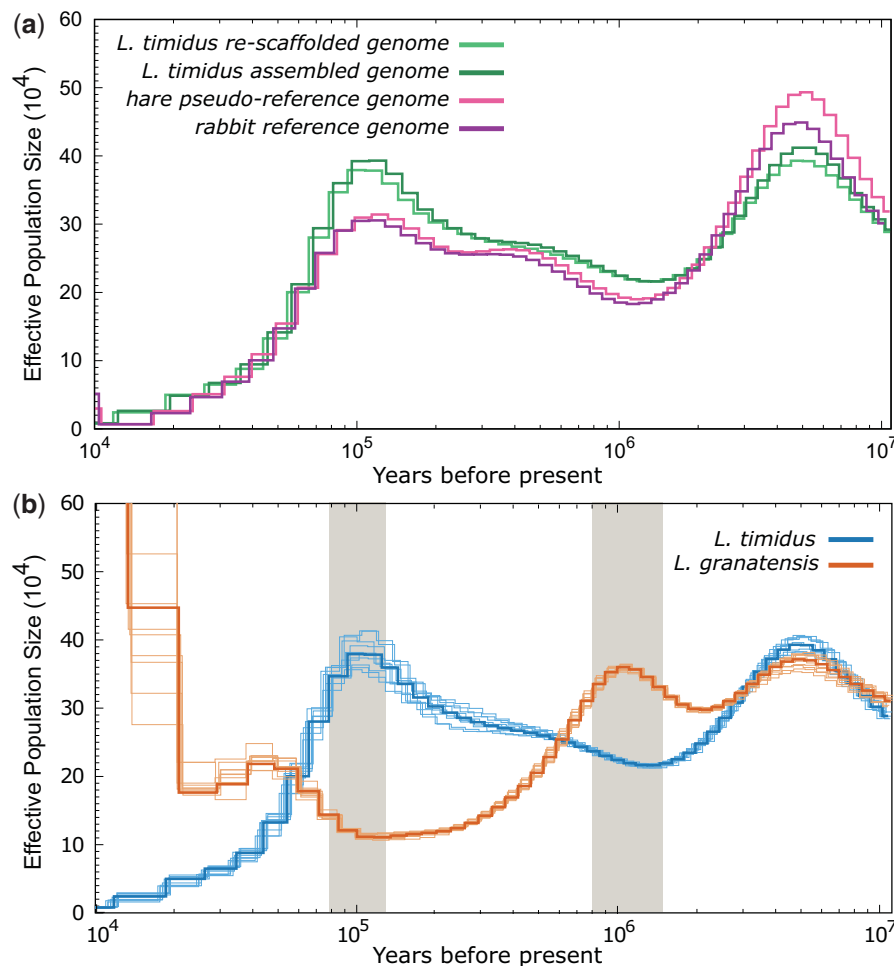 (a)
60
50
40
30
20
10
0
Effective Population Size (10^4)
L. timidus re-scaffolded genome
L. timidus assembled genome
hare pseudo-reference genome
rabbit reference genome
10^4
10^5
10^6
10^7
Years before present
(b)
60
50
40
30
20
10
0
Effective Population Size (10^4)
L. timidus
L. granatensis
10^4
10^5
10^6
10^7
Years before present